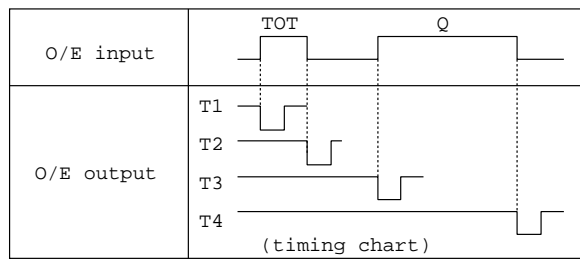 TOT Q
O/E input
T1
T2
O/E output
T3
T4
(timing chart)